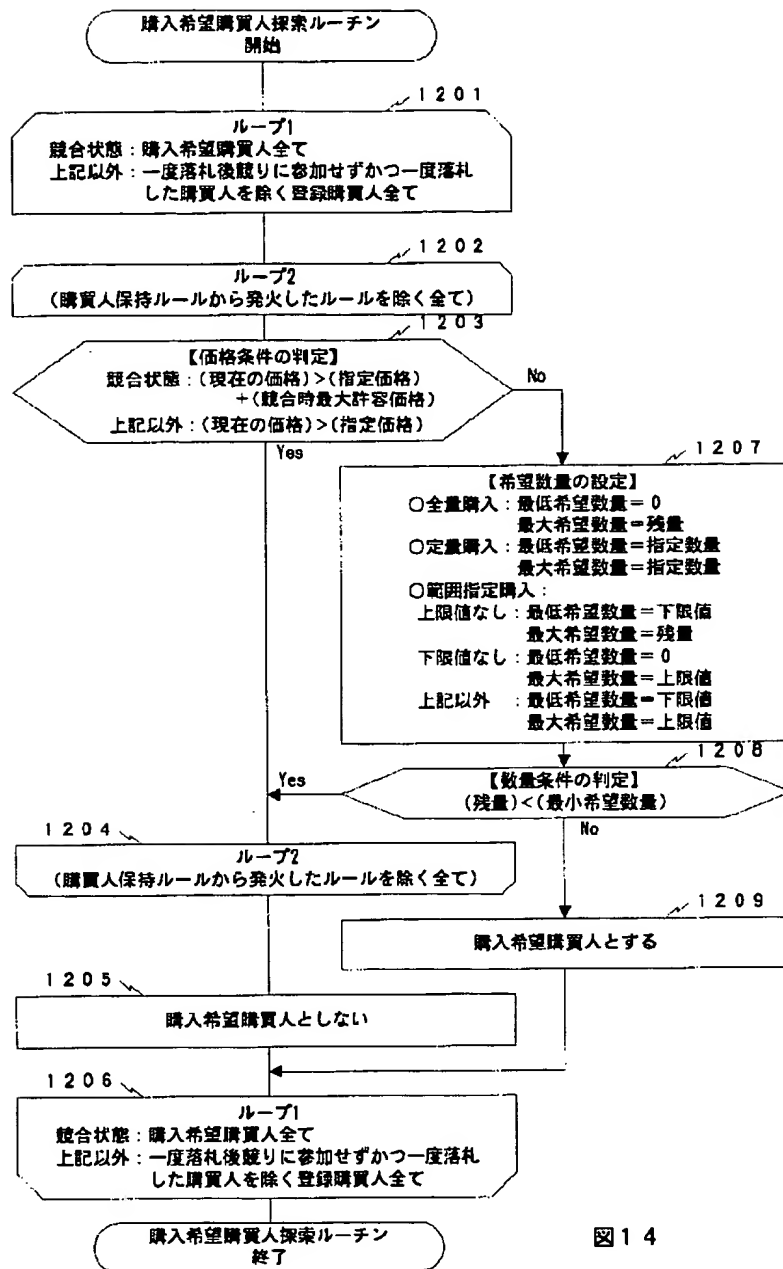 購入希望購買人探索ルーチン
開始
1201
ループ1
競合状態：購入希望購買人全て
上記以外：一度落札後競りに参加せずかつ一度落札
した購買人を除く登録購買人全て
1202
ループ2
（購買人保持ルールから発火したルールを除く全て）
1203
【価格条件の判定】
競合状態：（現在の価格）＞（指定価格）
＋（競合時最大許容価格）
上記以外：（現在の価格）＞（指定価格）
No
Yes
1207
【希望数量の設定】
○全量購入：最低希望数量＝0
最大希望数量＝残量
○定量購入：最低希望数量＝指定数量
最大希望数量＝指定数量
○範囲指定購入：
上限値なし：最低希望数量＝下限値
最大希望数量＝残量
下限値なし：最低希望数量＝0
最大希望数量＝上限値
上記以外　：最低希望数量＝下限値
最大希望数量＝上限値
1208
【数量条件の判定】
（残量）＜（最小希望数量）
Yes
No
1204
ループ2
（購買人保持ルールから発火したルールを除く全て）
1209
購入希望購買人とする
1205
購入希望購買人としない
1206
ループ1
競合状態：購入希望購買人全て
上記以外：一度落札後競りに参加せずかつ一度落札
した購買人を除く登録購買人全て
購入希望購買人探索ルーチン
終了
図14